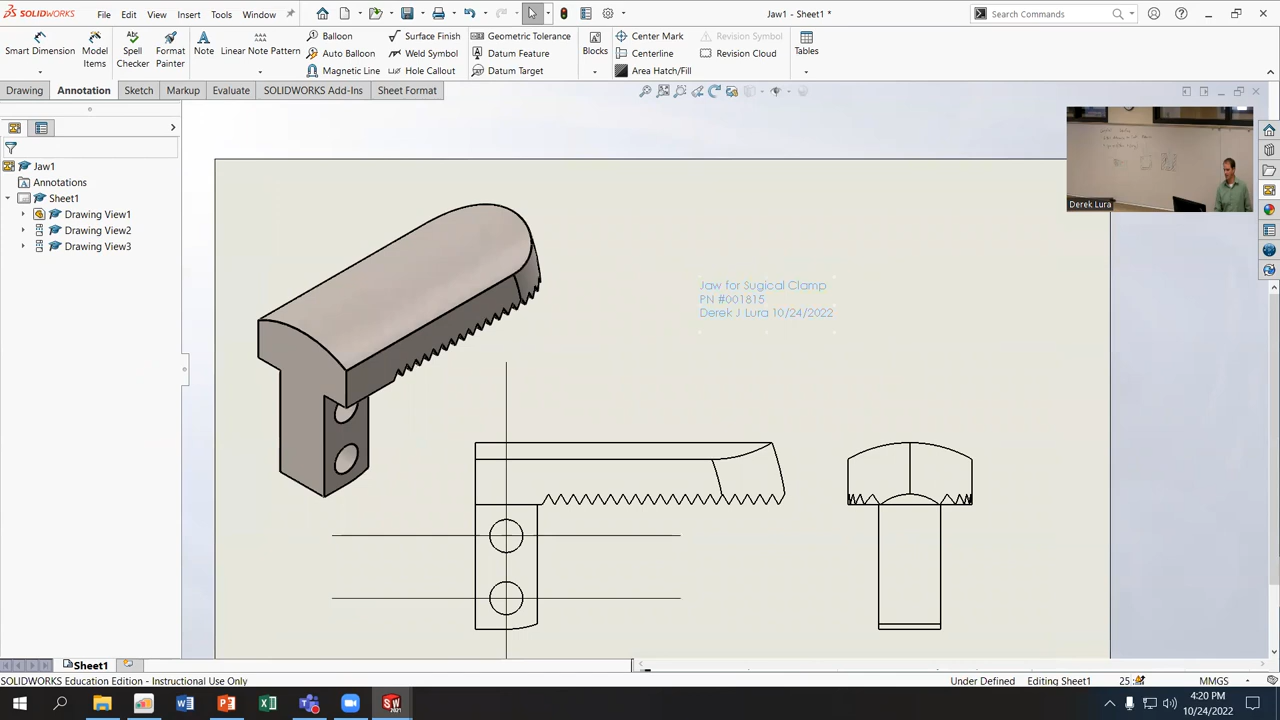 SOLIDWORKS
File
Edit
View
Insert
Tools
Window
Jaw1 - Sheet1 *
Search Commands
Smart Dimension
Model Items
Spell Checker
Format Painter
Note
Linear Note Pattern
Balloon
Auto Balloon
Magnetic Line
Surface Finish
Weld Symbol
Hole Callout
Geometric Tolerance
Datum Feature
Datum Target
Blocks
Center Mark
Centerline
Area Hatch/Fill
Revision Symbol
Revision Cloud
Tables
Drawing
Annotation
Sketch
Markup
Evaluate
SOLIDWORKS Add-Ins
Sheet Format
Jaw1
Annotations
Sheet1
Drawing View1
Drawing View2
Drawing View3
Derek Lura
Jaw for Sugical Clamp
PN #001815
Derek J Lura 10/24/2022
Sheet1
SOLIDWORKS Education Edition - Instructional Use Only
Under Defined
Editing Sheet1
MMGS
4:20 PM
10/24/2022